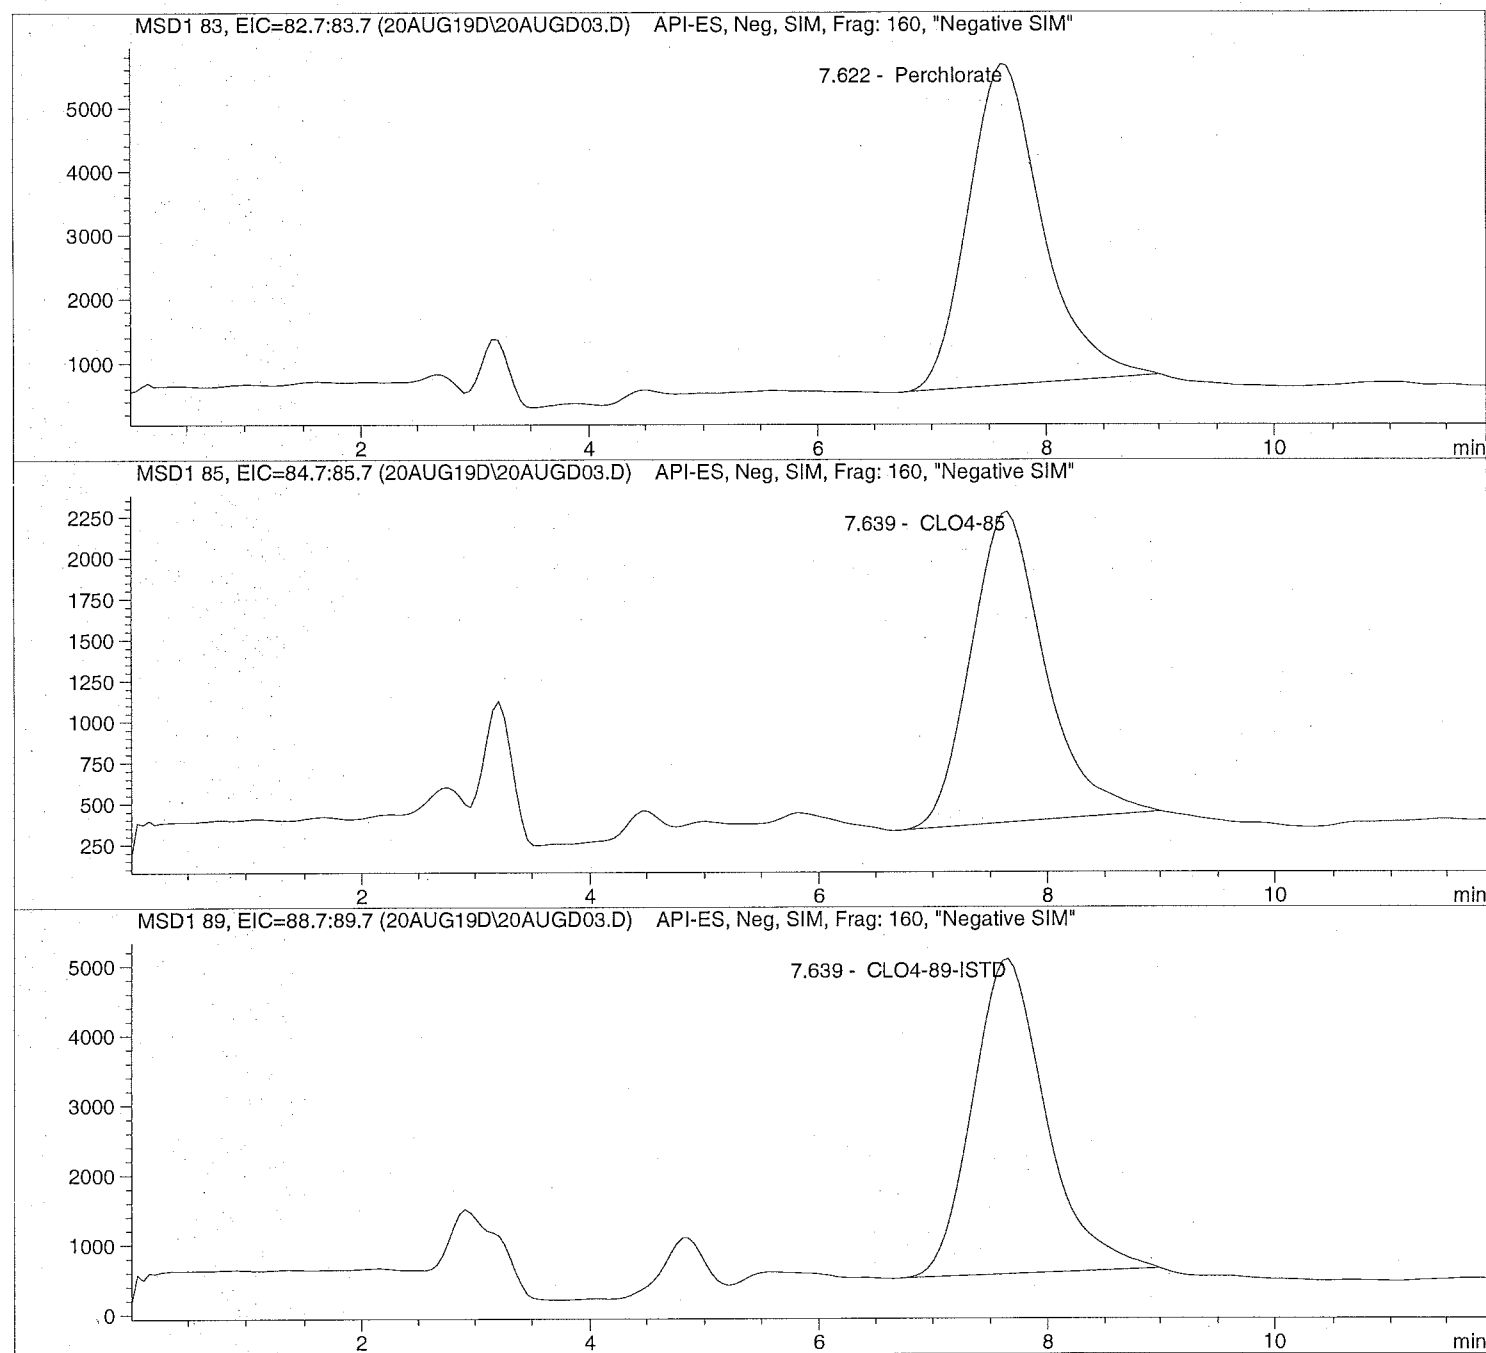 MSD1 83, EIC=82.7:83.7 (20AUG19D\20AUGD03.D) API-ES, Neg, SIM, Frag: 160, "Negative SIM"
7.622 - Perchlorate
5000
4000
3000
2000
1000
2 4 6 8 10 min
MSD1 85, EIC=84.7:85.7 (20AUG19D\20AUGD03.D) API-ES, Neg, SIM, Frag: 160, "Negative SIM"
7.639 - CLO4-85
2250
2000
1750
1500
1250
1000
750
500
250
2 4 6 8 10 min
MSD1 89, EIC=88.7:89.7 (20AUG19D\20AUGD03.D) API-ES, Neg, SIM, Frag: 160, "Negative SIM"
7.639 - CLO4-89-ISTD
5000
4000
3000
2000
1000
0
2 4 6 8 10 min